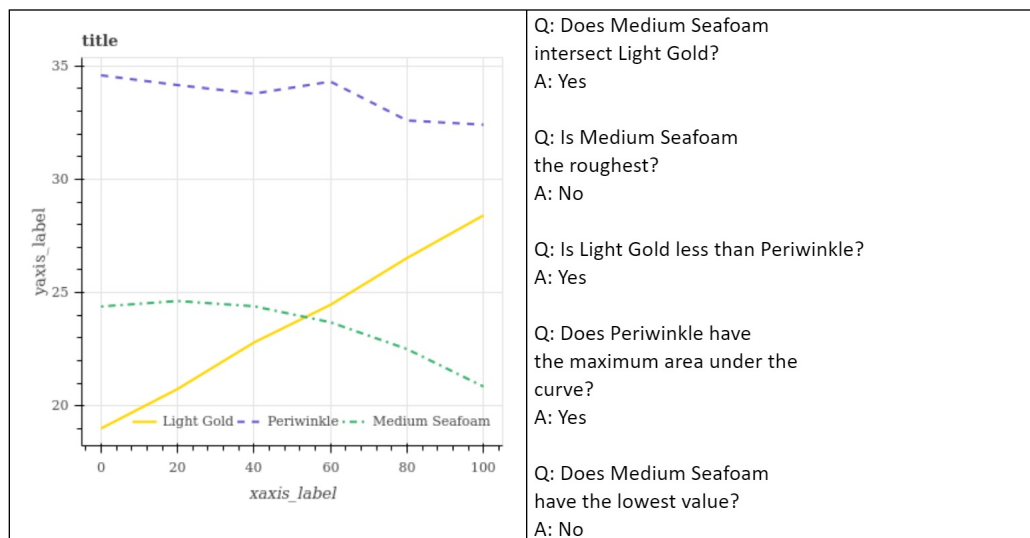 title
35
30
25
20
yaxis_label
Light Gold Periwinkle Medium Seafoam
0 20 40 60 80 100
xaxis_label
Q: Does Medium Seafoam
intersect Light Gold?
A: Yes
Q: Is Medium Seafoam
the roughest?
A: No
Q: Is Light Gold less than Periwinkle?
A: Yes
Q: Does Periwinkle have
the maximum area under the
curve?
A: Yes
Q: Does Medium Seafoam
have the lowest value?
A: No